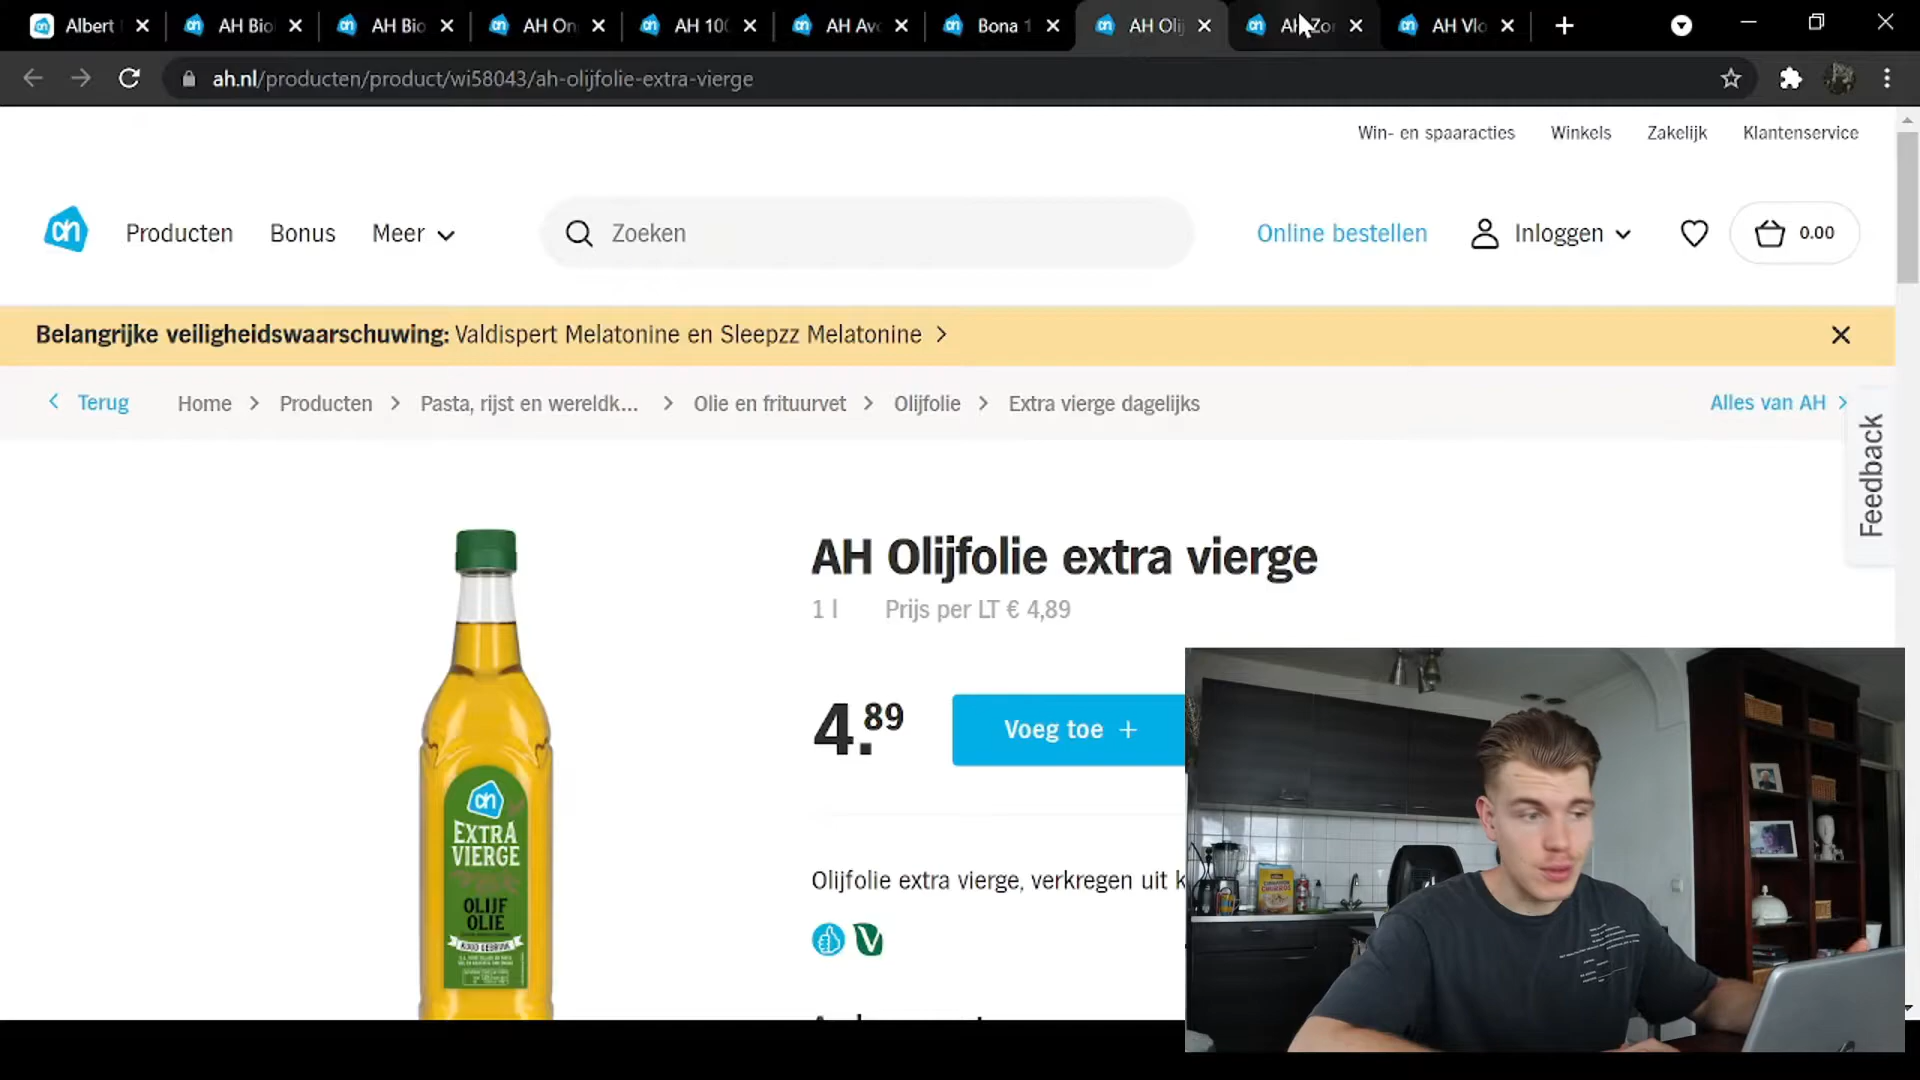 Albert
AH Bio
AH Bio
AH On
AH 100
AH Av
Bona 1
AH Olij
AH Zo
AH Vlo
ah.nl/producten/product/wi58043/ah-olijfolie-extra-vierge
Win- en spaaracties
Winkels
Zakelijk
Klantenservice
Producten
Bonus
Meer
Zoeken
Online bestellen
Inloggen
0.00
Belangrijke veiligheidswaarschuwing: Valdispert Melatonine en Sleepzz Melatonine >
< Terug
Home > Producten > Pasta, rijst en wereldk... > Olie en frituurvet > Olijfolie > Extra vierge dagelijks
Alles van AH >
Feedback
AH Olijfolie extra vierge
1 l Prijs per LT € 4,89
4.89
Voeg toe +
Olijfolie extra vierge, verkregen uit k
EXTRA
VIERGE
OLIJF
OLIE